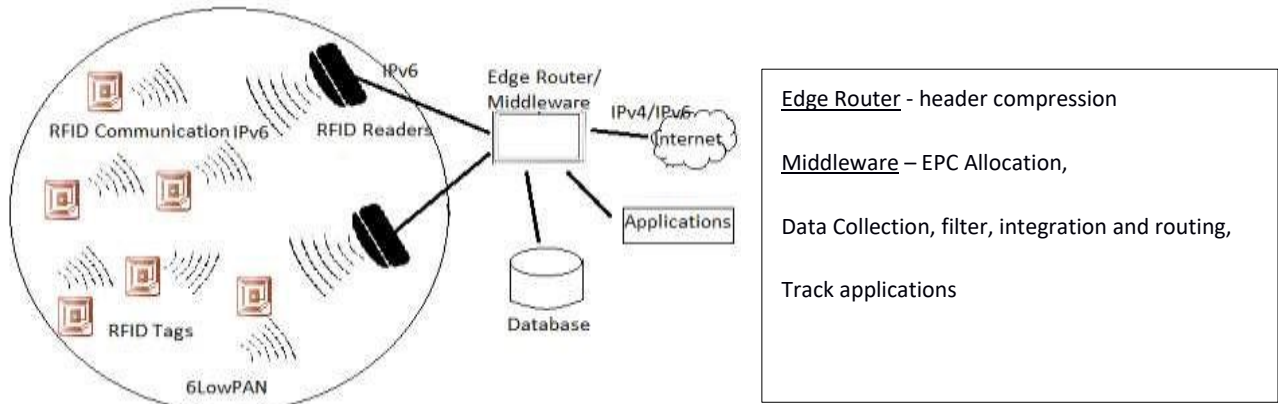 IPv6
Edge Router/
Middleware
IPv4/IPv6
Internet
RFID Communication IPv6
RFID Readers
Applications
RFID Tags
Database
6LowPAN
Edge Router - header compression
Middleware – EPC Allocation,
Data Collection, filter, integration and routing,
Track applications